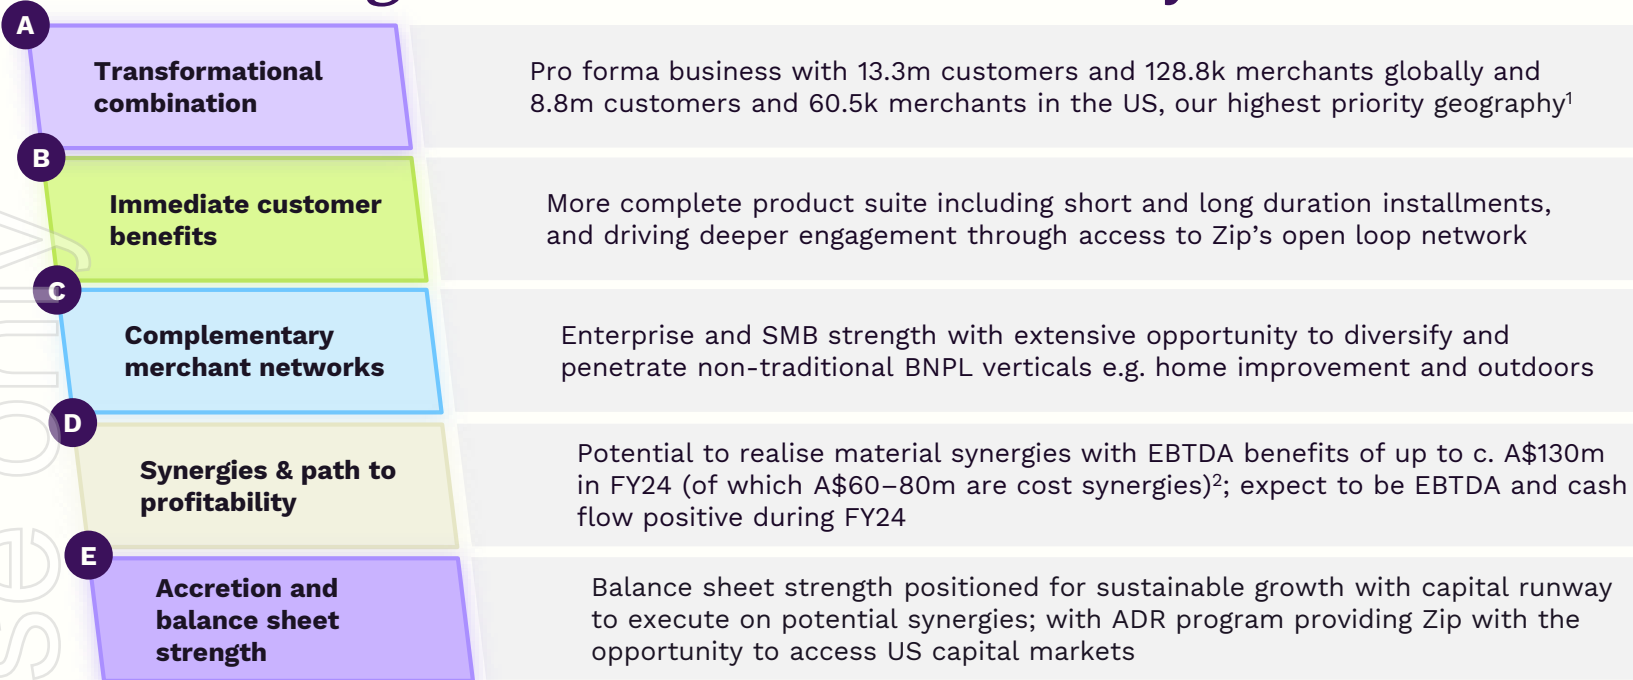 A
Transformational
combination
Pro forma business with 13.3m customers and 128.8k merchants globally and
8.8m customers and 60.5k merchants in the US, our highest priority geography¹
B
Immediate customer
benefits
More complete product suite including short and long duration installments,
and driving deeper engagement through access to Zip’s open loop network
C
Complementary
merchant networks
Enterprise and SMB strength with extensive opportunity to diversify and
penetrate non-traditional BNPL verticals e.g. home improvement and outdoors
D
Synergies & path to
profitability
Potential to realise material synergies with EBTDA benefits of up to c. A$130m
in FY24 (of which A$60–80m are cost synergies)²; expect to be EBTDA and cash
flow positive during FY24
E
Accretion and
balance sheet
strength
Balance sheet strength positioned for sustainable growth with capital runway
to execute on potential synergies; with ADR program providing Zip with the
opportunity to access US capital markets
se only